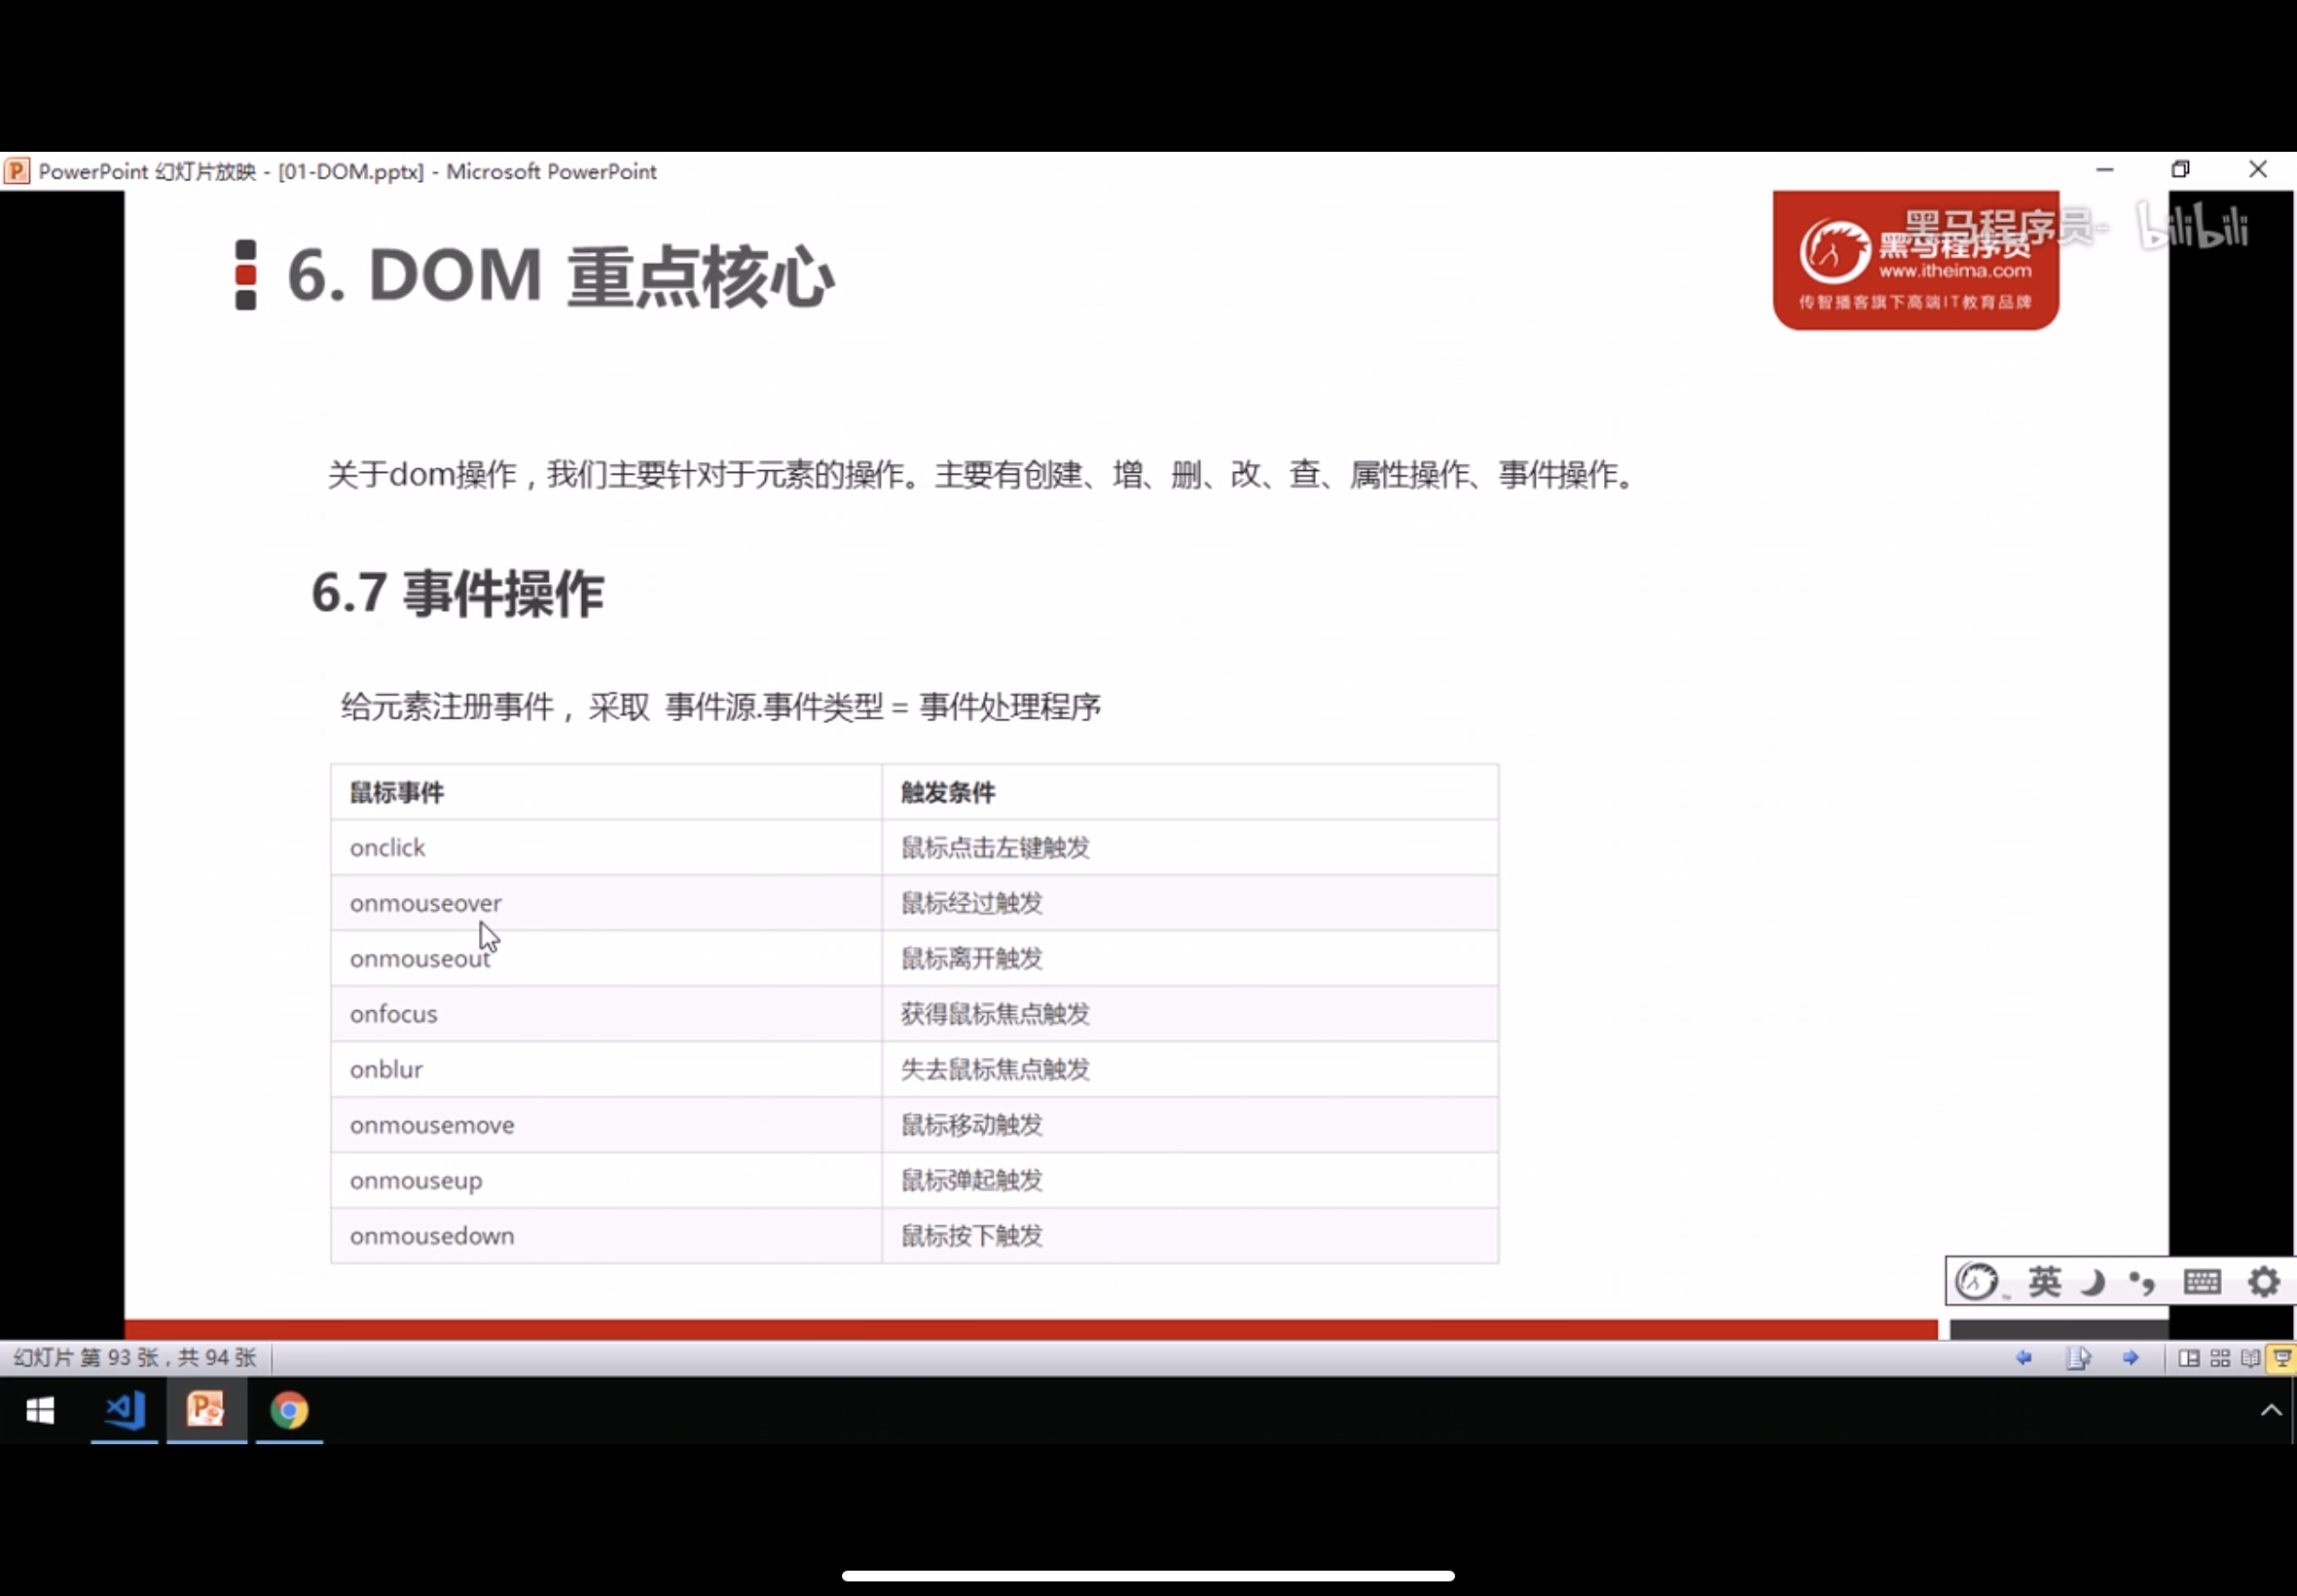 PowerPoint 幻灯片放映 - [01-DOM.pptx] - Microsoft PowerPoint
黑马程序员-
bilibili
6. DOM 重点核心
黑马程序员
www.itheima.com
传智播客旗下高端IT教育品牌
关于dom操作，我们主要针对于元素的操作。主要有创建、增、删、改、查、属性操作、事件操作。
6.7 事件操作
给元素注册事件， 采取 事件源.事件类型 = 事件处理程序
鼠标事件 触发条件
onclick 鼠标点击左键触发
onmouseover 鼠标经过触发
onmouseout 鼠标离开触发
onfocus 获得鼠标焦点触发
onblur 失去鼠标焦点触发
onmousemove 鼠标移动触发
onmouseup 鼠标弹起触发
onmousedown 鼠标按下触发
英
幻灯片 第 93 张，共 94 张